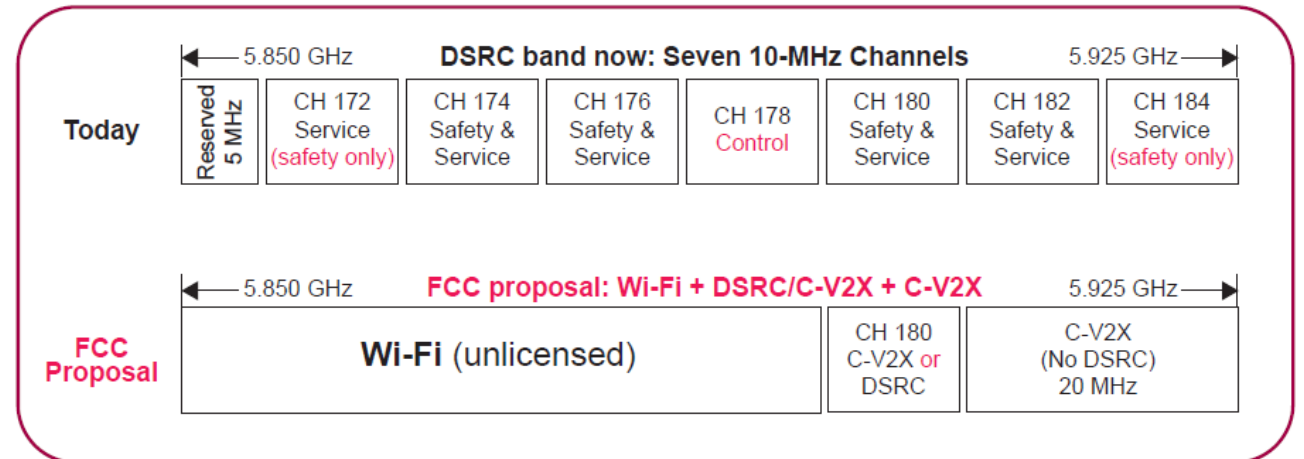 5.850 GHz DSRC band now: Seven 10-MHz Channels 5.925 GHz
Today
Reserved
5 MHz
CH 172
Service
(safety only)
CH 174
Safety &
Service
CH 176
Safety &
Service
CH 178
Control
CH 180
Safety &
Service
CH 182
Safety &
Service
CH 184
Service
(safety only)
5.850 GHz FCC proposal: Wi-Fi + DSRC/C-V2X + C-V2X 5.925 GHz
FCC
Proposal
Wi-Fi (unlicensed)
CH 180
C-V2X or
DSRC
C-V2X
(No DSRC)
20 MHz